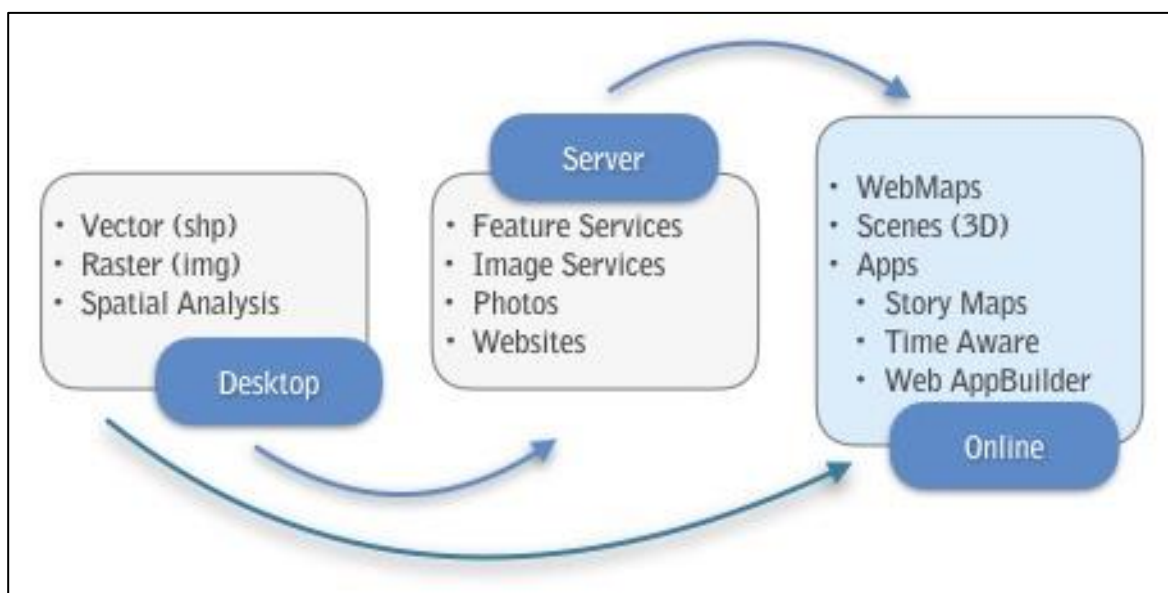 Vector (shp)
Raster (img)
Spatial Analysis
Desktop
Server
Feature Services
Image Services
Photos
Websites
WebMaps
Scenes (3D)
Apps
Story Maps
Time Aware
Web AppBuilder
Online